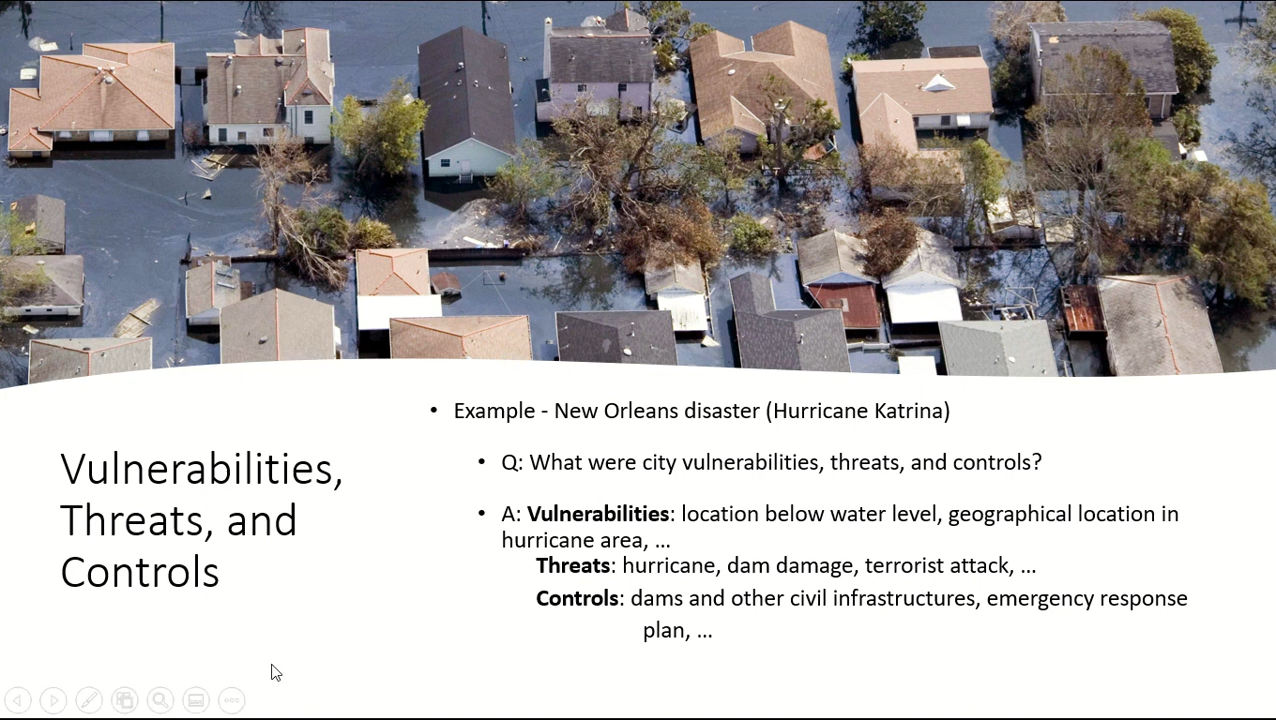 Vulnerabilities,
Threats, and
Controls
• Example - New Orleans disaster (Hurricane Katrina)
• Q: What were city vulnerabilities, threats, and controls?
• A: Vulnerabilities: location below water level, geographical location in
hurricane area, ...
Threats: hurricane, dam damage, terrorist attack, ...
Controls: dams and other civil infrastructures, emergency response
plan, ...